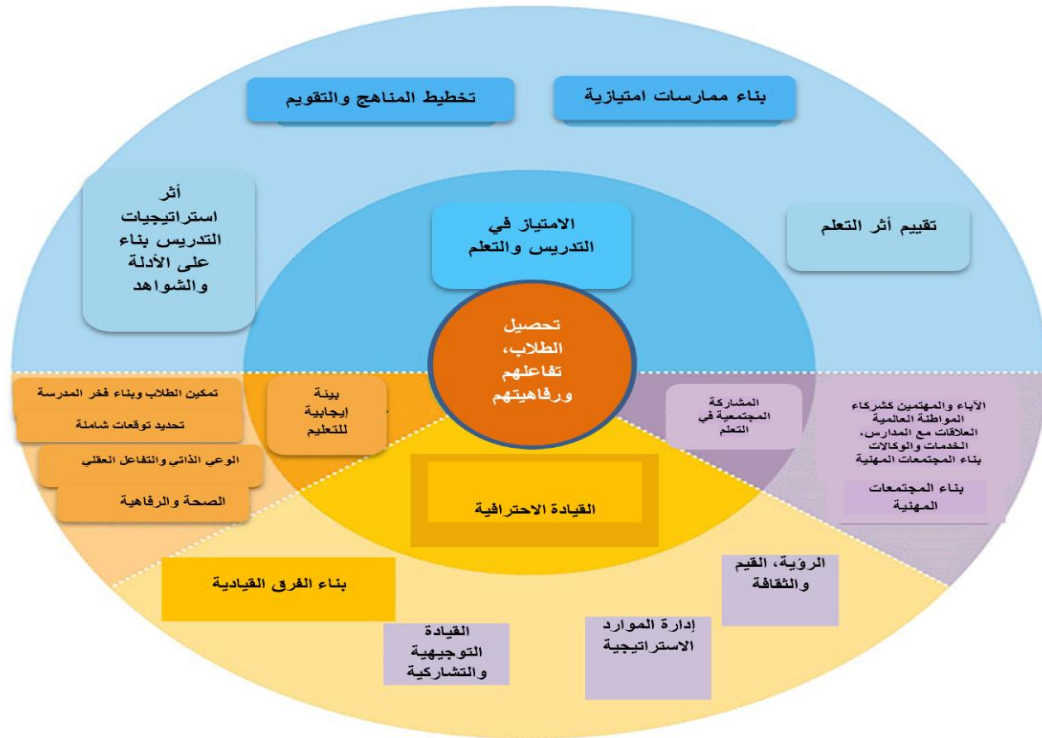 بناء ممارسات امتيازية
تخطيط المناهج والتقويم
تقييم أثر التعلم
الامتياز في
التدريس والتعلم
أثر
استراتيجيات
التدريس بناء
على الأدلة
والشواهد
تحصيل
الطلاب،
تفاعلهم
ورفاهيتهم
الآباء والمهتمين كشركاء
المواطنة العالمية
العلاقات مع المدارس،
الخدمات والوكالات
بناء المجتمعات المهنية
بناء المجتمعات
المهنية
المشاركة
المجتمعية في
التعلم
بيئة
إيجابية
للتعليم
تمكين الطلاب وبناء فخر المدرسة
تحديد توقعات شاملة
الوعي الذاتي والتفاعل العقلي
الصحة والرفاهية
القيادة الاحترافية
الرؤية، القيم
والثقافة
إدارة الموارد
الاستراتيجية
القيادة
التوجيهية
والتشاركية
بناء الفرق القيادية